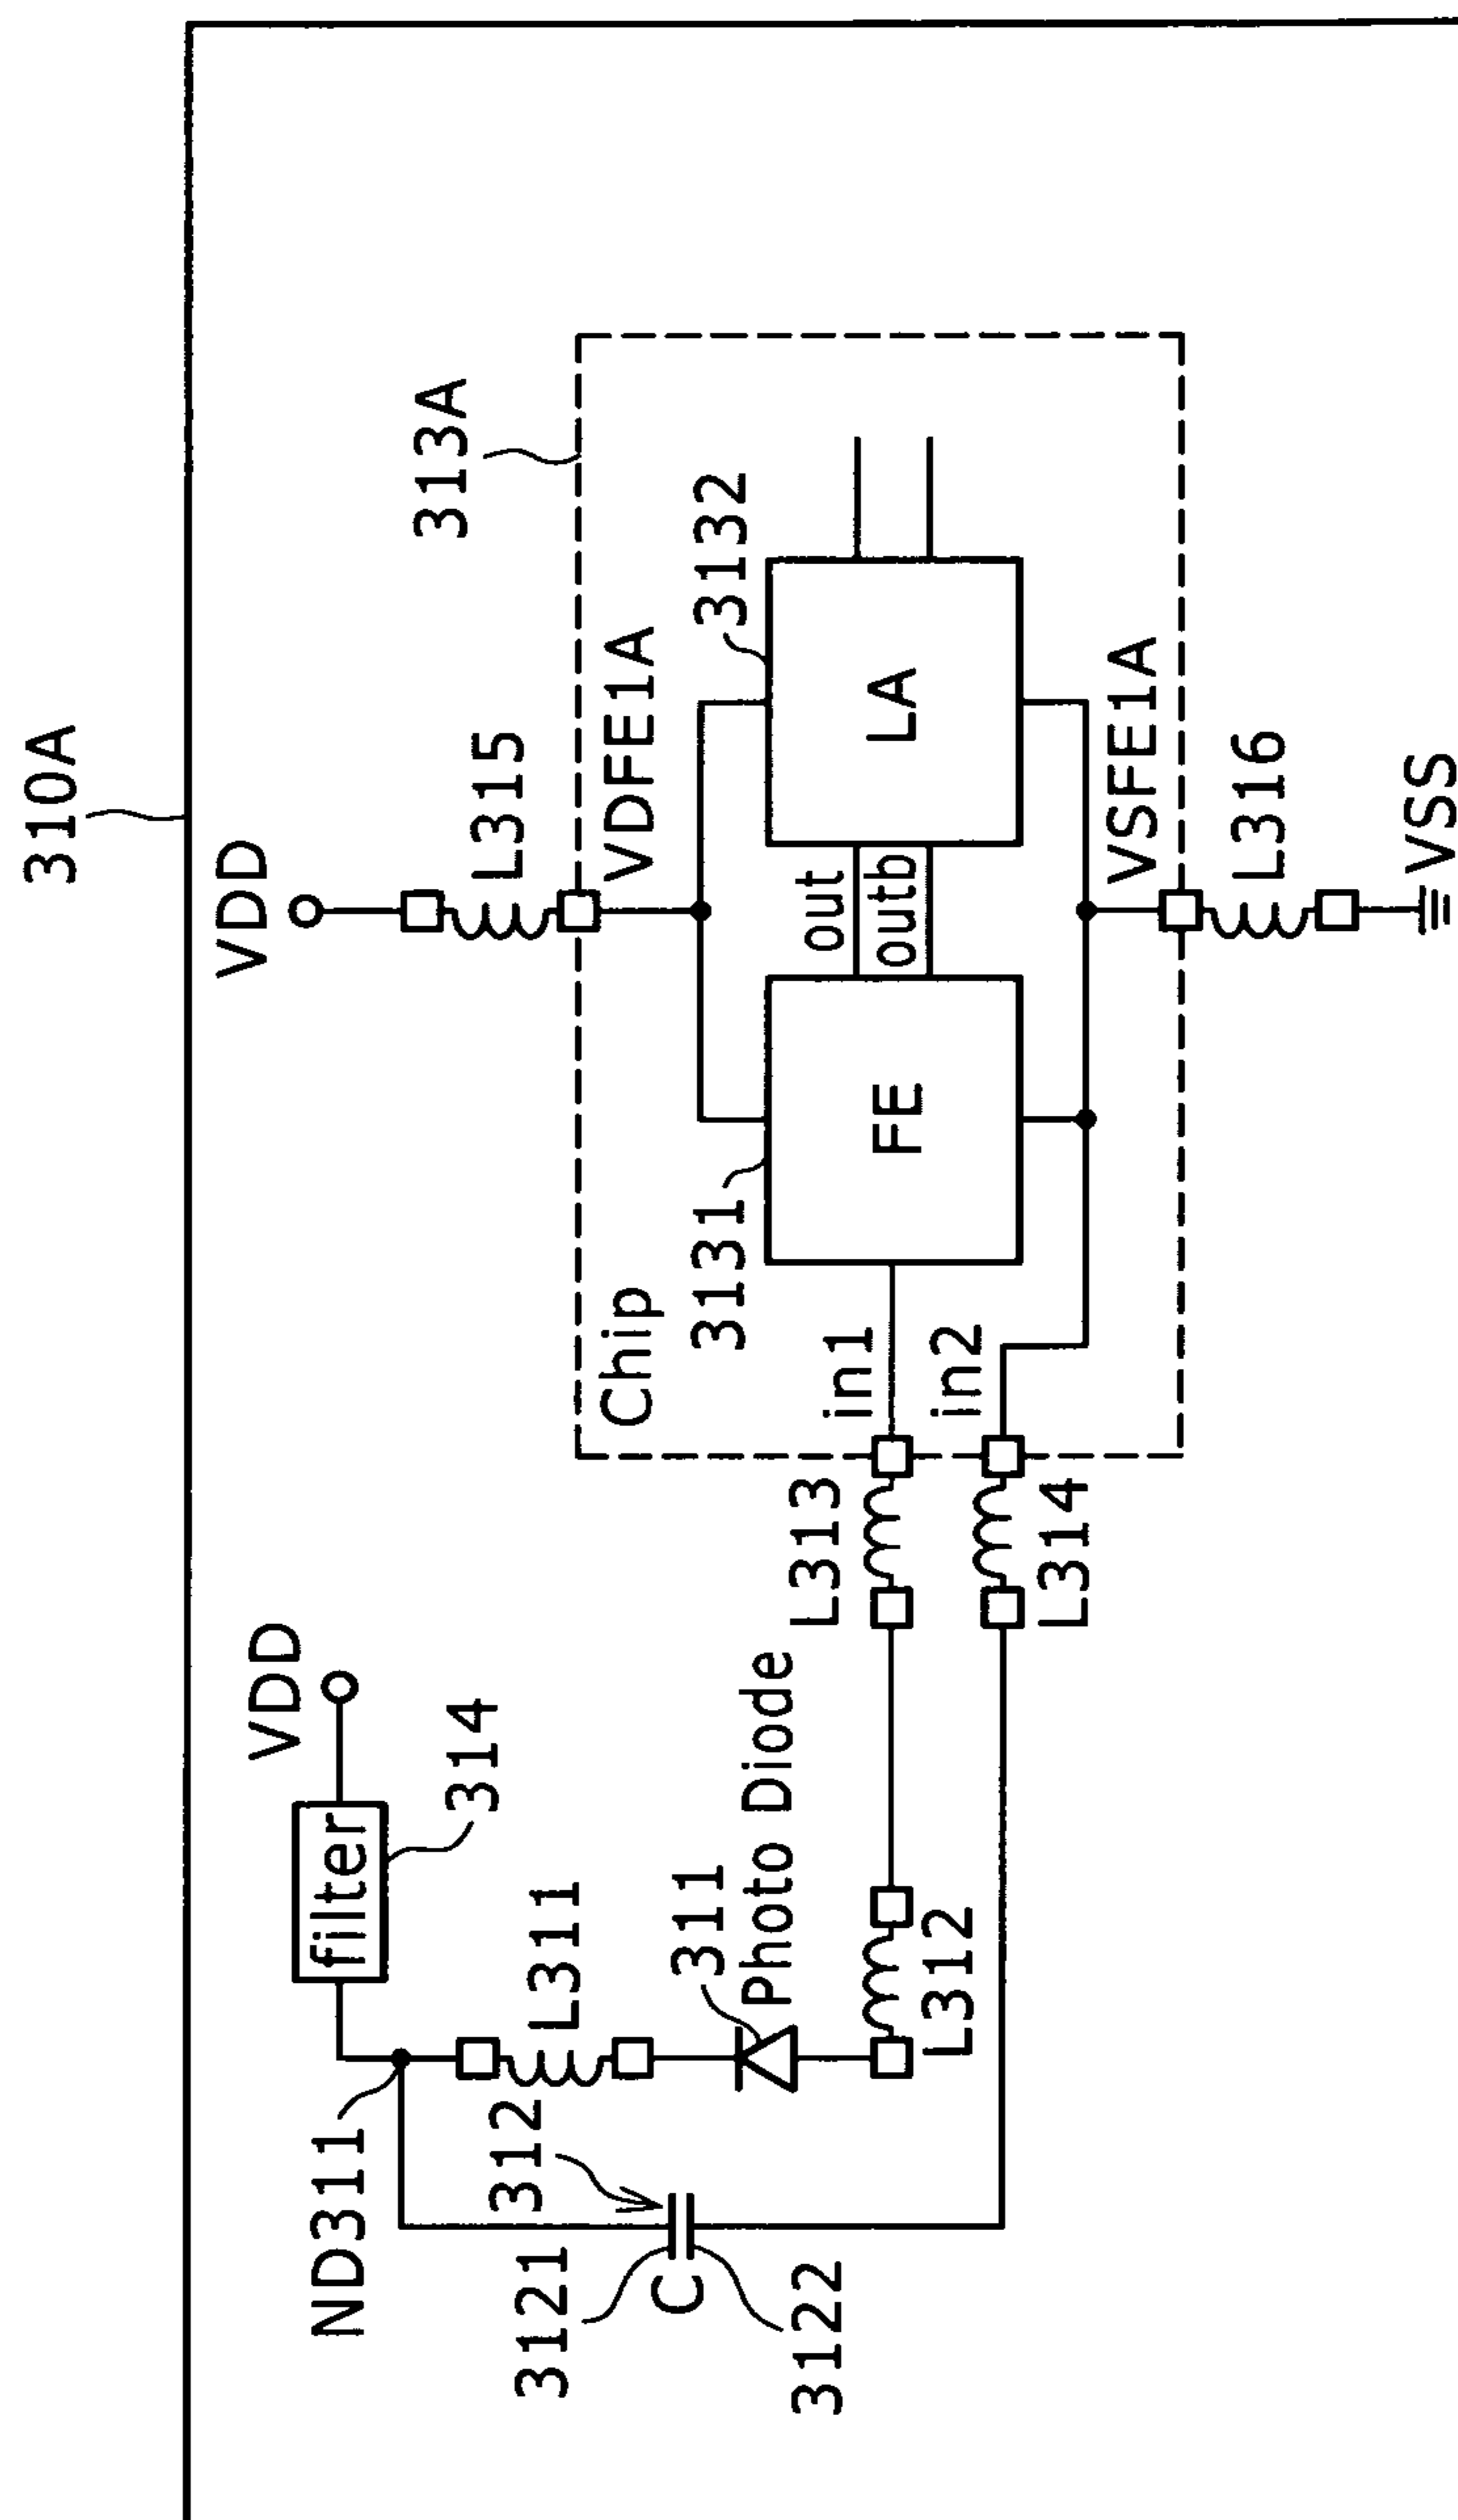 310A
VDD
L315
VDFE1A
313A
3132
LA
out
outb
VSFE1A
L316
VSS
FE
3131
Chip
in1
in2
L313
L314
VDD
filter
314
L311
311
Photo Diode
L312
ND311
312
3121
C
3122